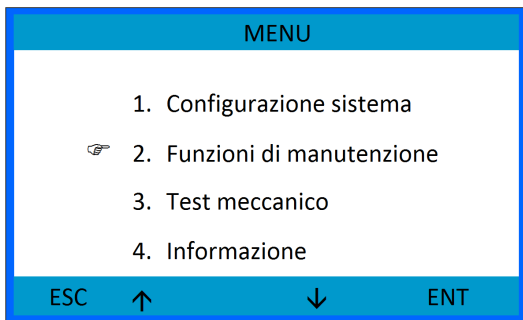 MENU
1. Configurazione sistema
☞ 2. Funzioni di manutenzione
3. Test meccanico
4. Informazione
ESC ↑ ↓ ENT